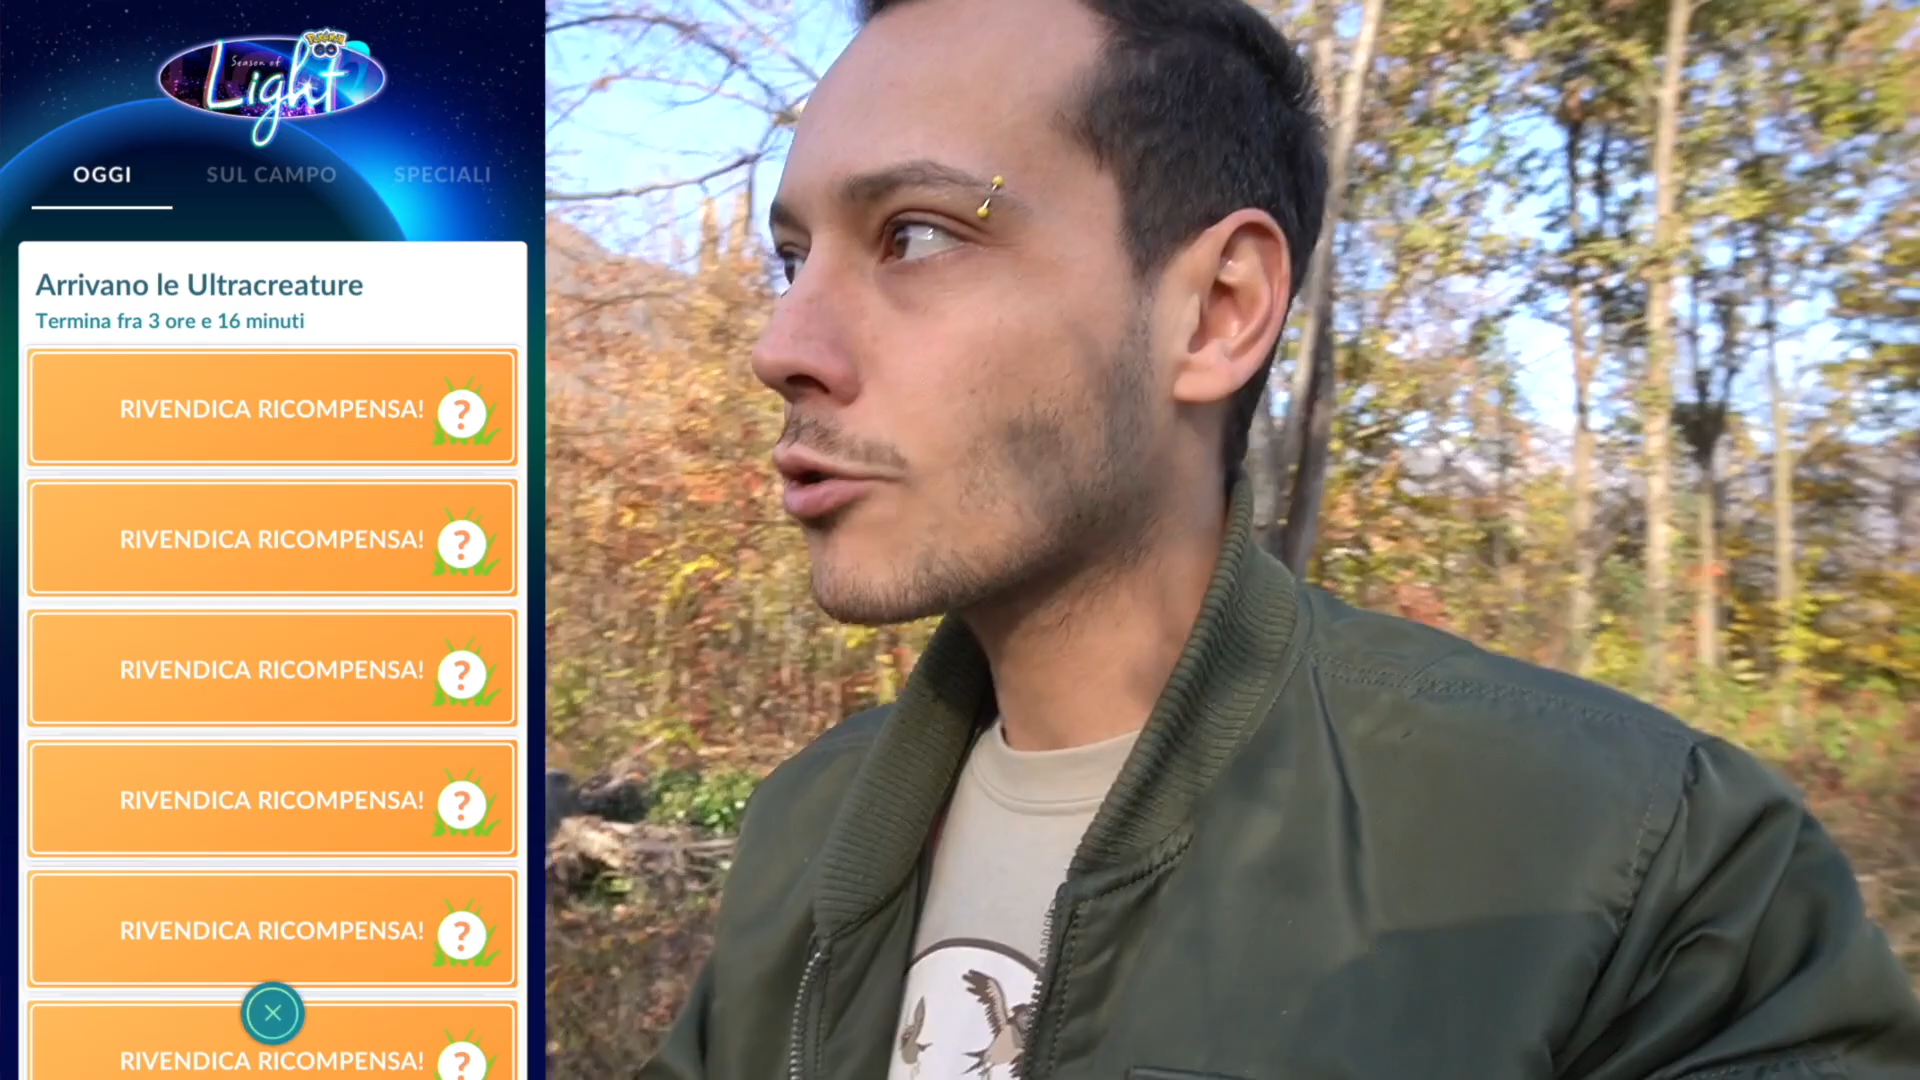 Pokémon
GO
Season of
Light
OGGI
SUL CAMPO
SPECIALI
Arrivano le Ultracreature
Termina fra 3 ore e 16 minuti
RIVENDICA RICOMPENSA!
?
RIVENDICA RICOMPENSA!
?
RIVENDICA RICOMPENSA!
?
RIVENDICA RICOMPENSA!
?
RIVENDICA RICOMPENSA!
?
RIVENDICA RICOMPENSA!
?